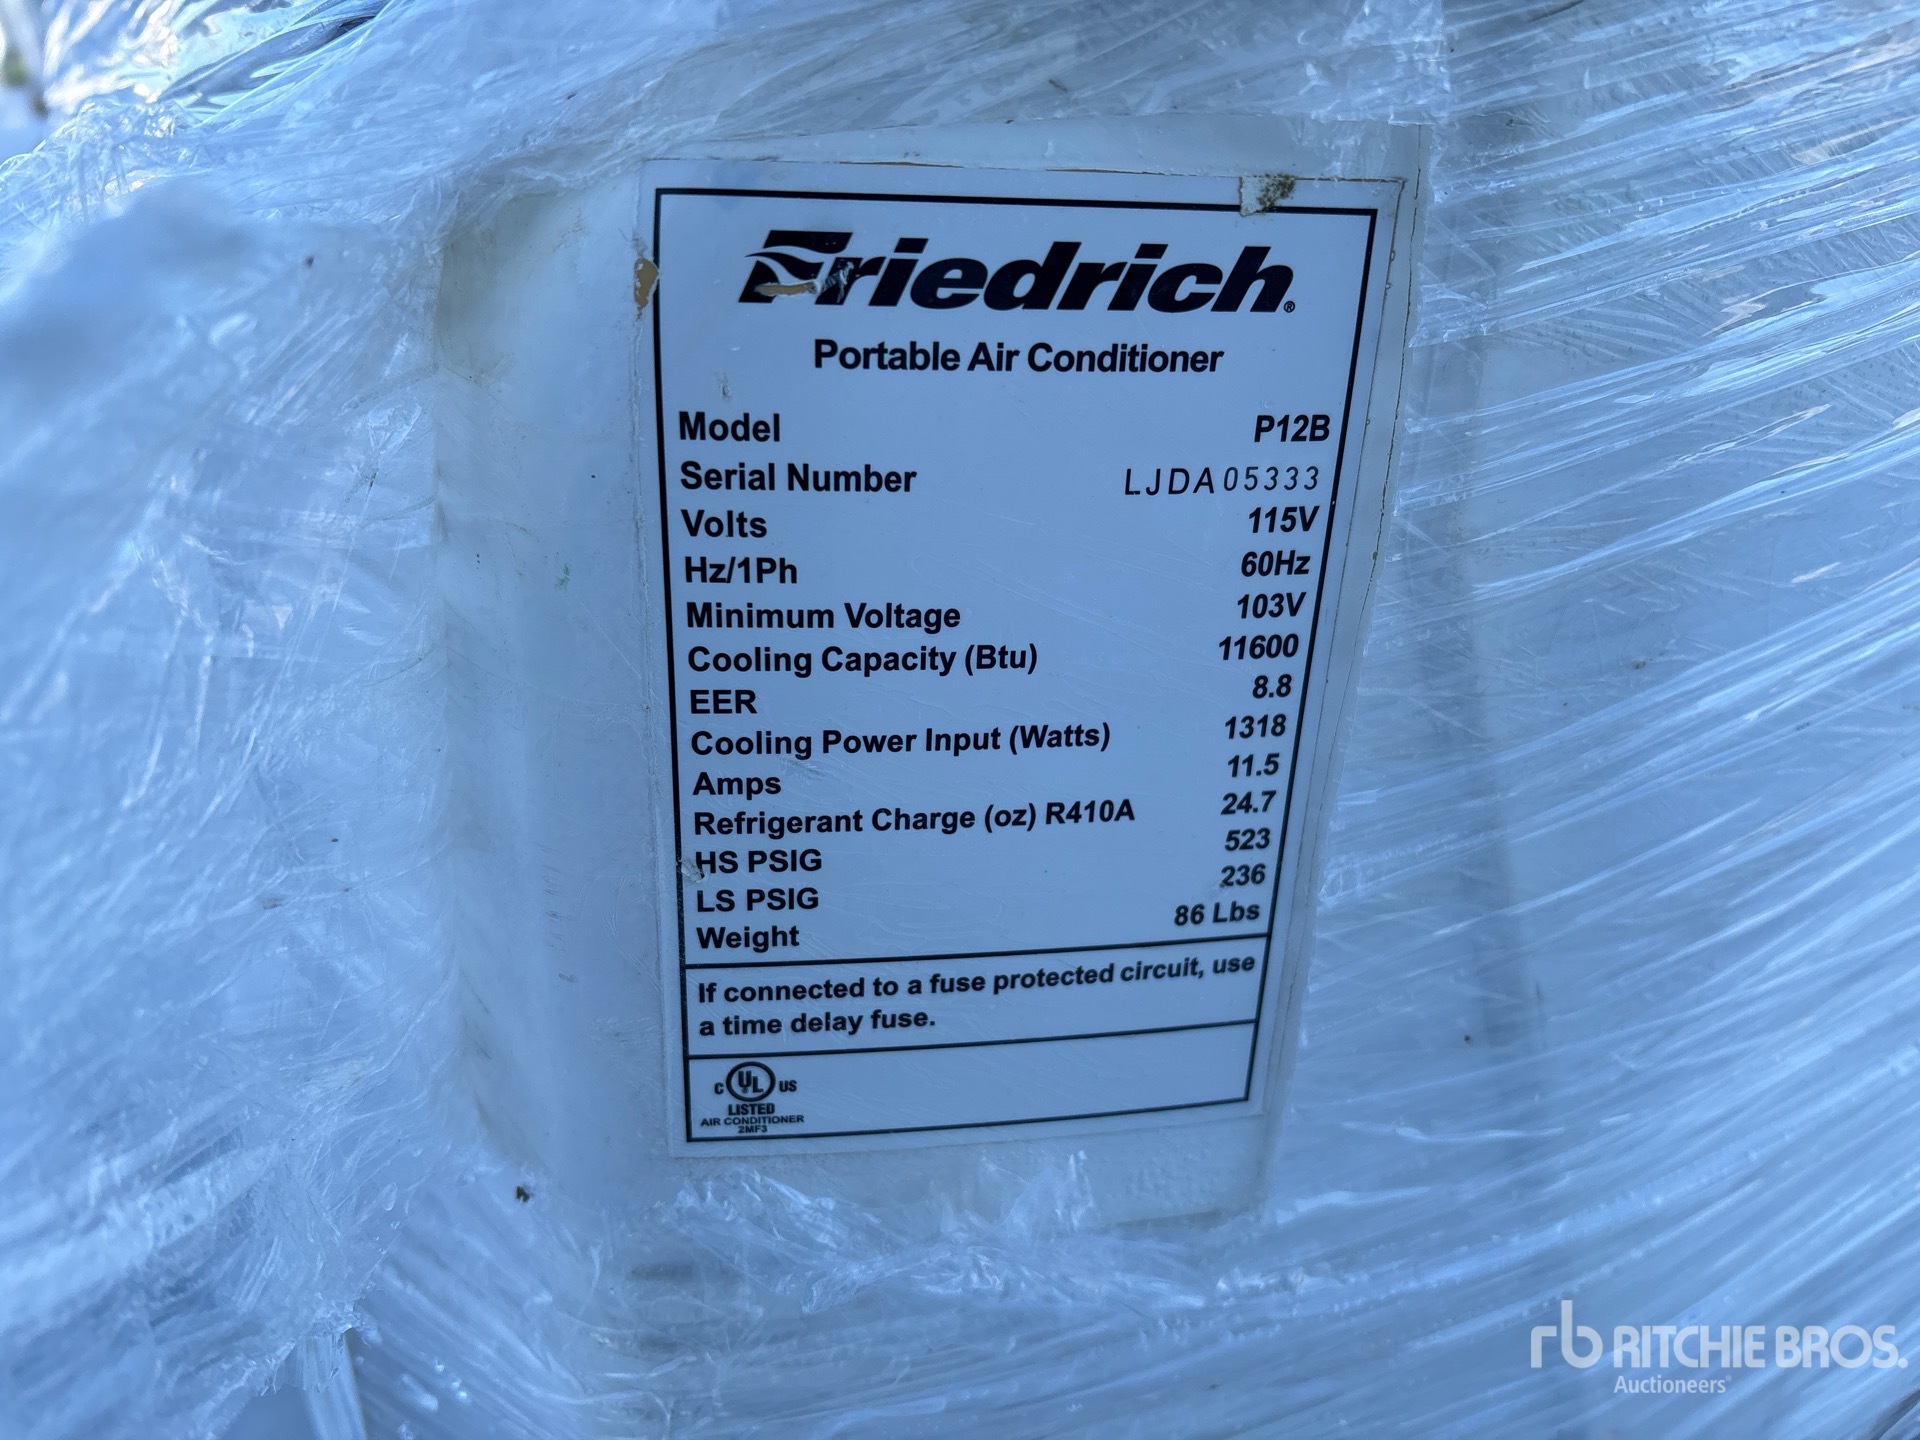 Friedrich®
Portable Air Conditioner
Model P12B
Serial Number LJDA05333
Volts 115V
Hz/1Ph 60Hz
Minimum Voltage 103V
Cooling Capacity (Btu) 11600
EER 8.8
Cooling Power Input (Watts) 1318
Amps 11.5
Refrigerant Charge (oz) R410A 24.7
HS PSIG 523
LS PSIG 236
Weight 86 Lbs
If connected to a fuse protected circuit, use
a time delay fuse.
C UL US
LISTED
AIR CONDITIONER
2MF3
rb RITCHIE BROS.
Auctioneers